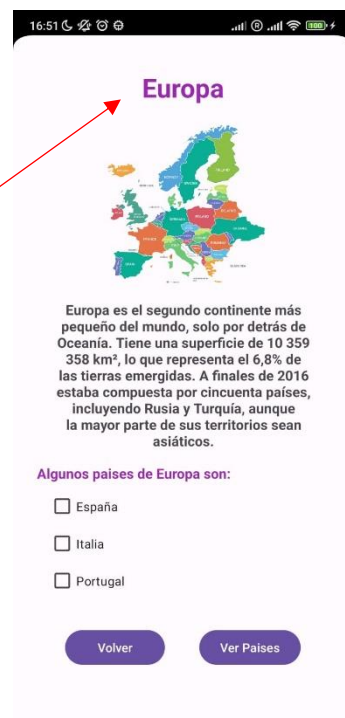 16:51
100
Europa
Europa es el segundo continente más
pequeño del mundo, solo por detrás de
Oceanía. Tiene una superficie de 10 359
358 km², lo que representa el 6,8% de
las tierras emergidas. A finales de 2016
estaba compuesta por cincuenta países,
incluyendo Rusia y Turquía, aunque
la mayor parte de sus territorios sean
asiáticos.
Algunos paises de Europa son:
España
Italia
Portugal
Volver
Ver Paises